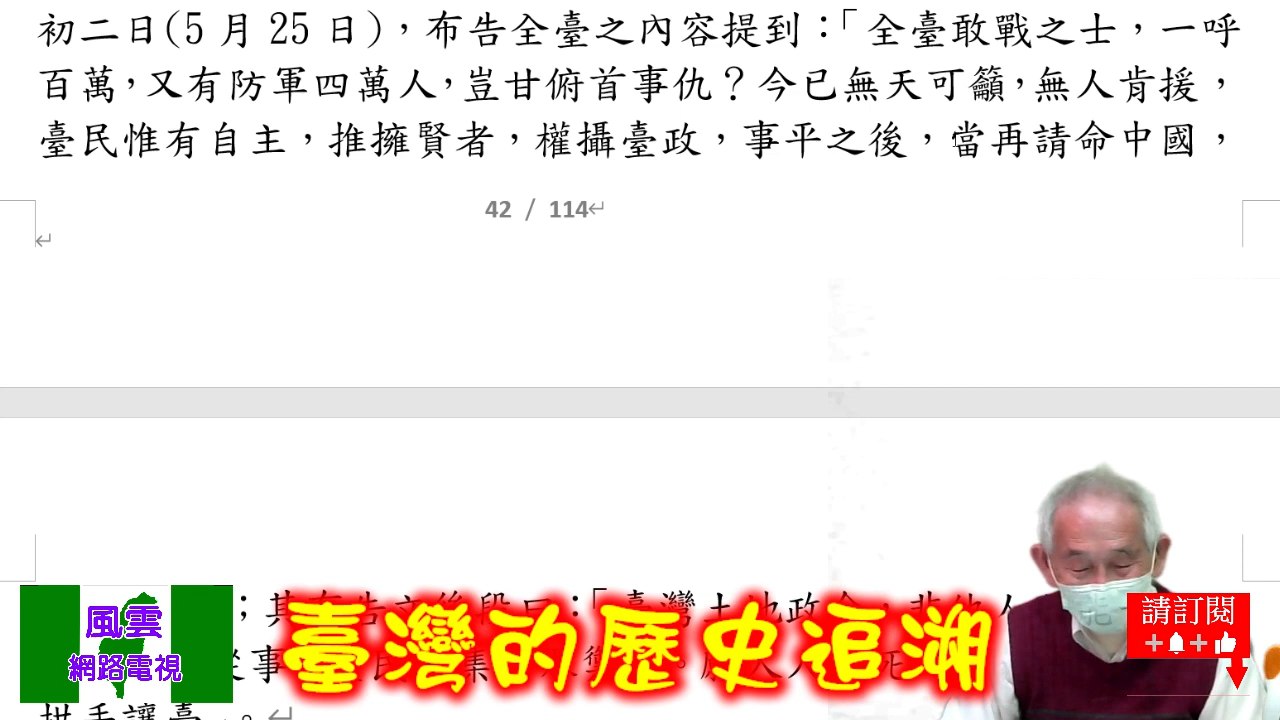 初二日(5 月 25 日)，布告全臺之內容提到：「全臺敢戰之士，一呼
百萬，又有防軍四萬人，豈甘俯首事仇？今已無天可籲，無人肯援，
臺民惟有自主，推擁賢者，權攝臺政，事平之後，當再請命中國，
42 / 114
臺灣的歷史追溯
風雲
網路電視
請訂閱